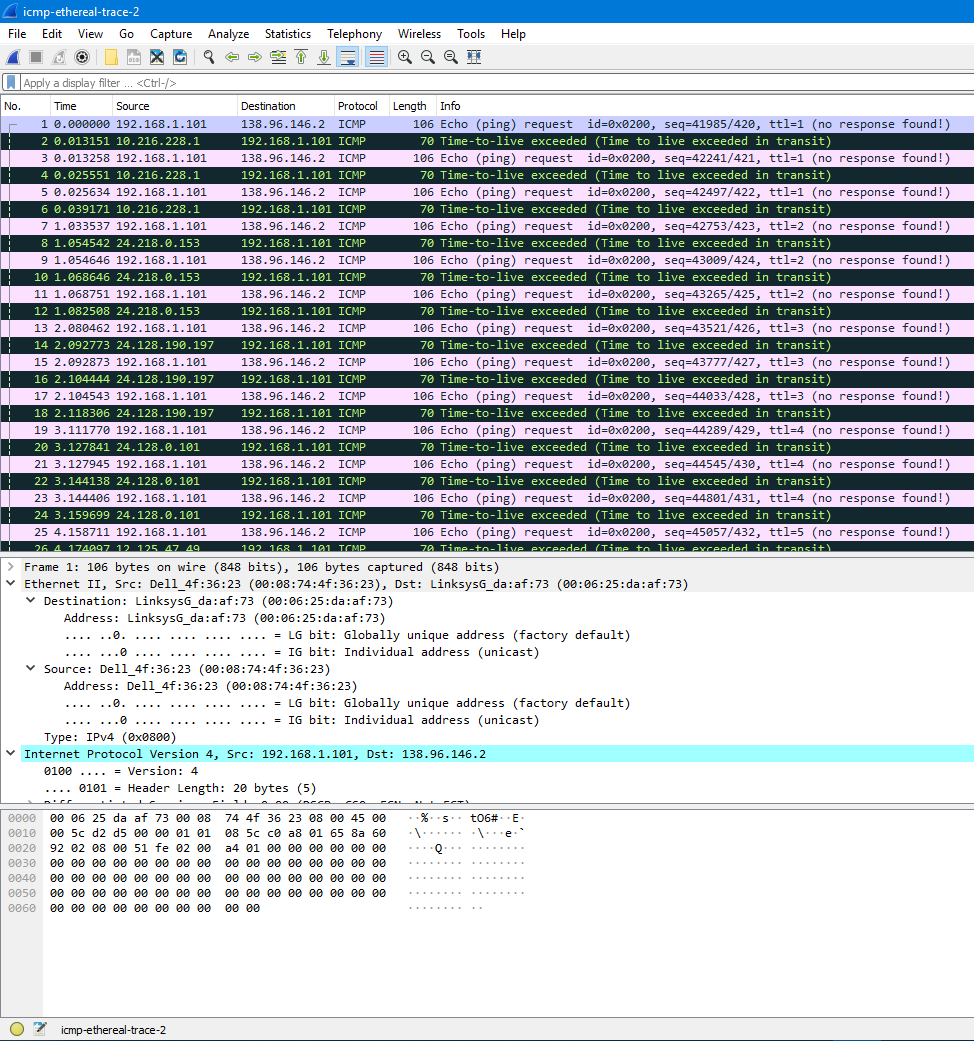 icmp-ethereal-trace-2
File Edit View Go Capture Analyze Statistics Telephony Wireless Tools Help
Apply a display filter ... <Ctrl-/>
No. Time Source Destination Protocol Length Info
1 0.000000 192.168.1.101 138.96.146.2 ICMP 106 Echo (ping) request id=0x0200, seq=41985/420, ttl=1 (no response found!)
2 0.013151 10.216.228.1 192.168.1.101 ICMP 70 Time-to-live exceeded (Time to live exceeded in transit)
3 0.013258 192.168.1.101 138.96.146.2 ICMP 106 Echo (ping) request id=0x0200, seq=42241/421, ttl=1 (no response found!)
4 0.025551 10.216.228.1 192.168.1.101 ICMP 70 Time-to-live exceeded (Time to live exceeded in transit)
5 0.025634 192.168.1.101 138.96.146.2 ICMP 106 Echo (ping) request id=0x0200, seq=42497/422, ttl=1 (no response found!)
6 0.039171 10.216.228.1 192.168.1.101 ICMP 70 Time-to-live exceeded (Time to live exceeded in transit)
7 1.033537 192.168.1.101 138.96.146.2 ICMP 106 Echo (ping) request id=0x0200, seq=42753/423, ttl=2 (no response found!)
8 1.054542 24.218.0.153 192.168.1.101 ICMP 70 Time-to-live exceeded (Time to live exceeded in transit)
9 1.054646 192.168.1.101 138.96.146.2 ICMP 106 Echo (ping) request id=0x0200, seq=43009/424, ttl=2 (no response found!)
10 1.068646 24.218.0.153 192.168.1.101 ICMP 70 Time-to-live exceeded (Time to live exceeded in transit)
11 1.068751 192.168.1.101 138.96.146.2 ICMP 106 Echo (ping) request id=0x0200, seq=43265/425, ttl=2 (no response found!)
12 1.082508 24.218.0.153 192.168.1.101 ICMP 70 Time-to-live exceeded (Time to live exceeded in transit)
13 2.080462 192.168.1.101 138.96.146.2 ICMP 106 Echo (ping) request id=0x0200, seq=43521/426, ttl=3 (no response found!)
14 2.092773 24.128.190.197 192.168.1.101 ICMP 70 Time-to-live exceeded (Time to live exceeded in transit)
15 2.092873 192.168.1.101 138.96.146.2 ICMP 106 Echo (ping) request id=0x0200, seq=43777/427, ttl=3 (no response found!)
16 2.104444 24.128.190.197 192.168.1.101 ICMP 70 Time-to-live exceeded (Time to live exceeded in transit)
17 2.104543 192.168.1.101 138.96.146.2 ICMP 106 Echo (ping) request id=0x0200, seq=44033/428, ttl=3 (no response found!)
18 2.118306 24.128.190.197 192.168.1.101 ICMP 70 Time-to-live exceeded (Time to live exceeded in transit)
19 3.111770 192.168.1.101 138.96.146.2 ICMP 106 Echo (ping) request id=0x0200, seq=44289/429, ttl=4 (no response found!)
20 3.127841 24.128.0.101 192.168.1.101 ICMP 70 Time-to-live exceeded (Time to live exceeded in transit)
21 3.127945 192.168.1.101 138.96.146.2 ICMP 106 Echo (ping) request id=0x0200, seq=44545/430, ttl=4 (no response found!)
22 3.144138 24.128.0.101 192.168.1.101 ICMP 70 Time-to-live exceeded (Time to live exceeded in transit)
23 3.144406 192.168.1.101 138.96.146.2 ICMP 106 Echo (ping) request id=0x0200, seq=44801/431, ttl=4 (no response found!)
24 3.159699 24.128.0.101 192.168.1.101 ICMP 70 Time-to-live exceeded (Time to live exceeded in transit)
25 4.158711 192.168.1.101 138.96.146.2 ICMP 106 Echo (ping) request id=0x0200, seq=45057/432, ttl=5 (no response found!)
26 4.174097 12.125.47.49 192.168.1.101 ICMP 70 Time-to-live exceeded (Time to live exceeded in transit)
Frame 1: 106 bytes on wire (848 bits), 106 bytes captured (848 bits)
Ethernet II, Src: Dell_4f:36:23 (00:08:74:4f:36:23), Dst: LinksysG_da:af:73 (00:06:25:da:af:73)
Destination: LinksysG_da:af:73 (00:06:25:da:af:73)
Address: LinksysG_da:af:73 (00:06:25:da:af:73)
.... ..0. .... .... .... .... = LG bit: Globally unique address (factory default)
.... ...0 .... .... .... .... = IG bit: Individual address (unicast)
Source: Dell_4f:36:23 (00:08:74:4f:36:23)
Address: Dell_4f:36:23 (00:08:74:4f:36:23)
.... ..0. .... .... .... .... = LG bit: Globally unique address (factory default)
.... ...0 .... .... .... .... = IG bit: Individual address (unicast)
Type: IPv4 (0x0800)
Internet Protocol Version 4, Src: 192.168.1.101, Dst: 138.96.146.2
0100 .... = Version: 4
.... 0101 = Header Length: 20 bytes (5)
0000 00 06 25 da af 73 00 08 74 4f 36 23 08 00 45 00 ··%··s·· tO6#··E·
0010 00 5c d2 d5 00 00 01 01 08 5c c0 a8 01 65 8a 60 ·\······ ·\···e·`
0020 92 02 08 00 51 fe 02 00 a4 01 00 00 00 00 00 00 ····Q··· ········
0030 00 00 00 00 00 00 00 00 00 00 00 00 00 00 00 00 ········ ········
0040 00 00 00 00 00 00 00 00 00 00 00 00 00 00 00 00 ········ ········
0050 00 00 00 00 00 00 00 00 00 00 00 00 00 00 00 00 ········ ········
0060 00 00 00 00 00 00 00 00 00 00 ········ ··
icmp-ethereal-trace-2